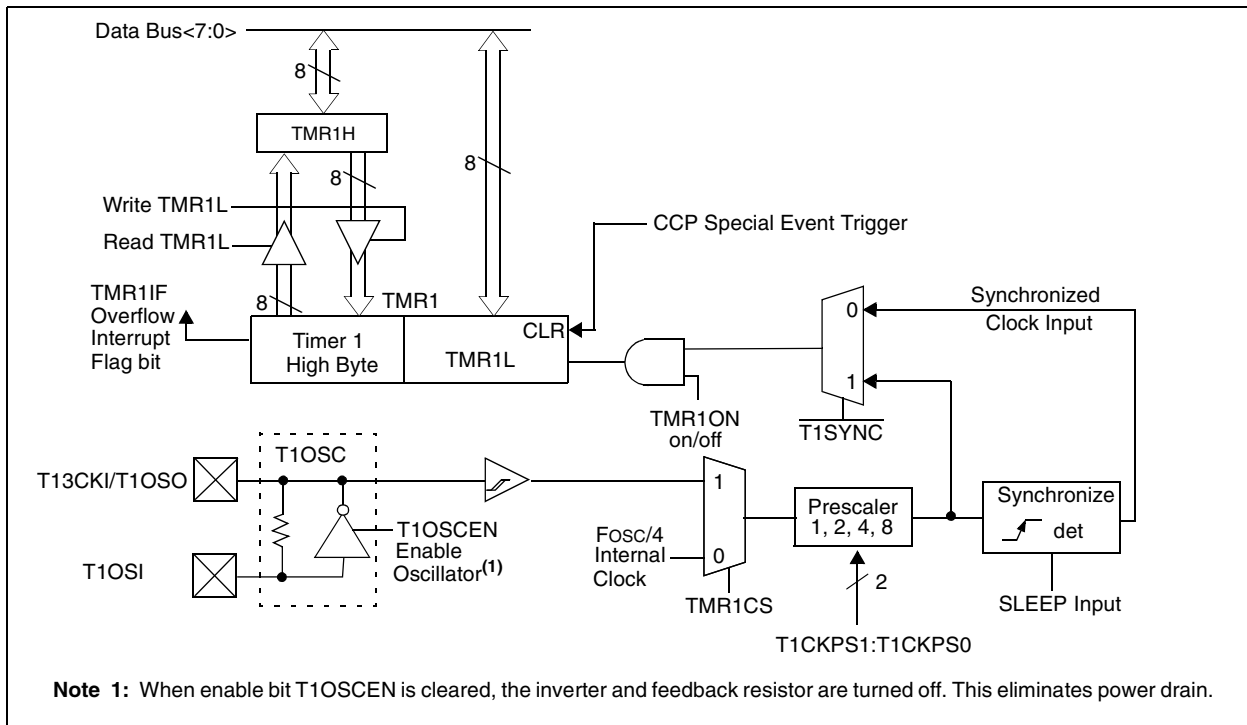 Data Bus<7:0>
8
TMR1H
8
8
Write TMR1L
CCP Special Event Trigger
Read TMR1L
8
TMR1
TMR1IF
Overflow
Interrupt
Flag bit
Timer 1
High Byte
TMR1L
CLR
0
1
Synchronized
Clock Input
TMR1ON
on/off
T1SYNC
T1OSC
T13CKI/T1OSO
T1OSI
T1OSCEN
Enable
Oscillator(1)
FOSC/4
Internal
Clock
1
0
TMR1CS
Prescaler
1, 2, 4, 8
2
T1CKPS1:T1CKPS0
Synchronize
det
SLEEP Input
Note 1: When enable bit T1OSCEN is cleared, the inverter and feedback resistor are turned off. This eliminates power drain.